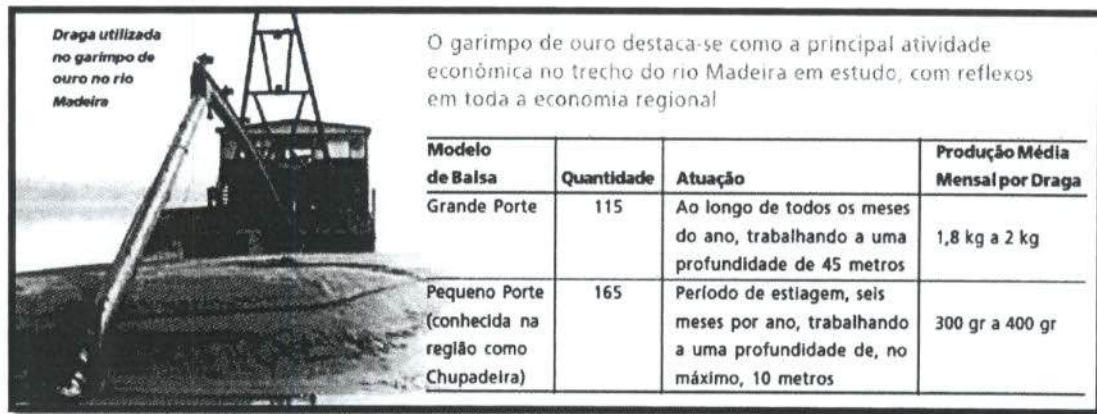 Draga utilizada
no garimpo de
ouro no rio
Madeira
O garimpo de ouro destaca-se como a principal atividade
econômica no trecho do rio Madeira em estudo, com reflexos
em toda a economia regional
Modelo de Balsa | Quantidade | Atuação | Produção Média Mensal por Draga
Grande Porte | 115 | Ao longo de todos os meses
do ano, trabalhando a uma
profundidade de 45 metros | 1,8 kg a 2 kg
Pequeno Porte | 165 | Período de estiagem, seis
(conhecida na | meses por ano, trabalhando | 300 gr a 400 gr
região como | a uma profundidade de, no
Chupadeira) | máximo, 10 metros